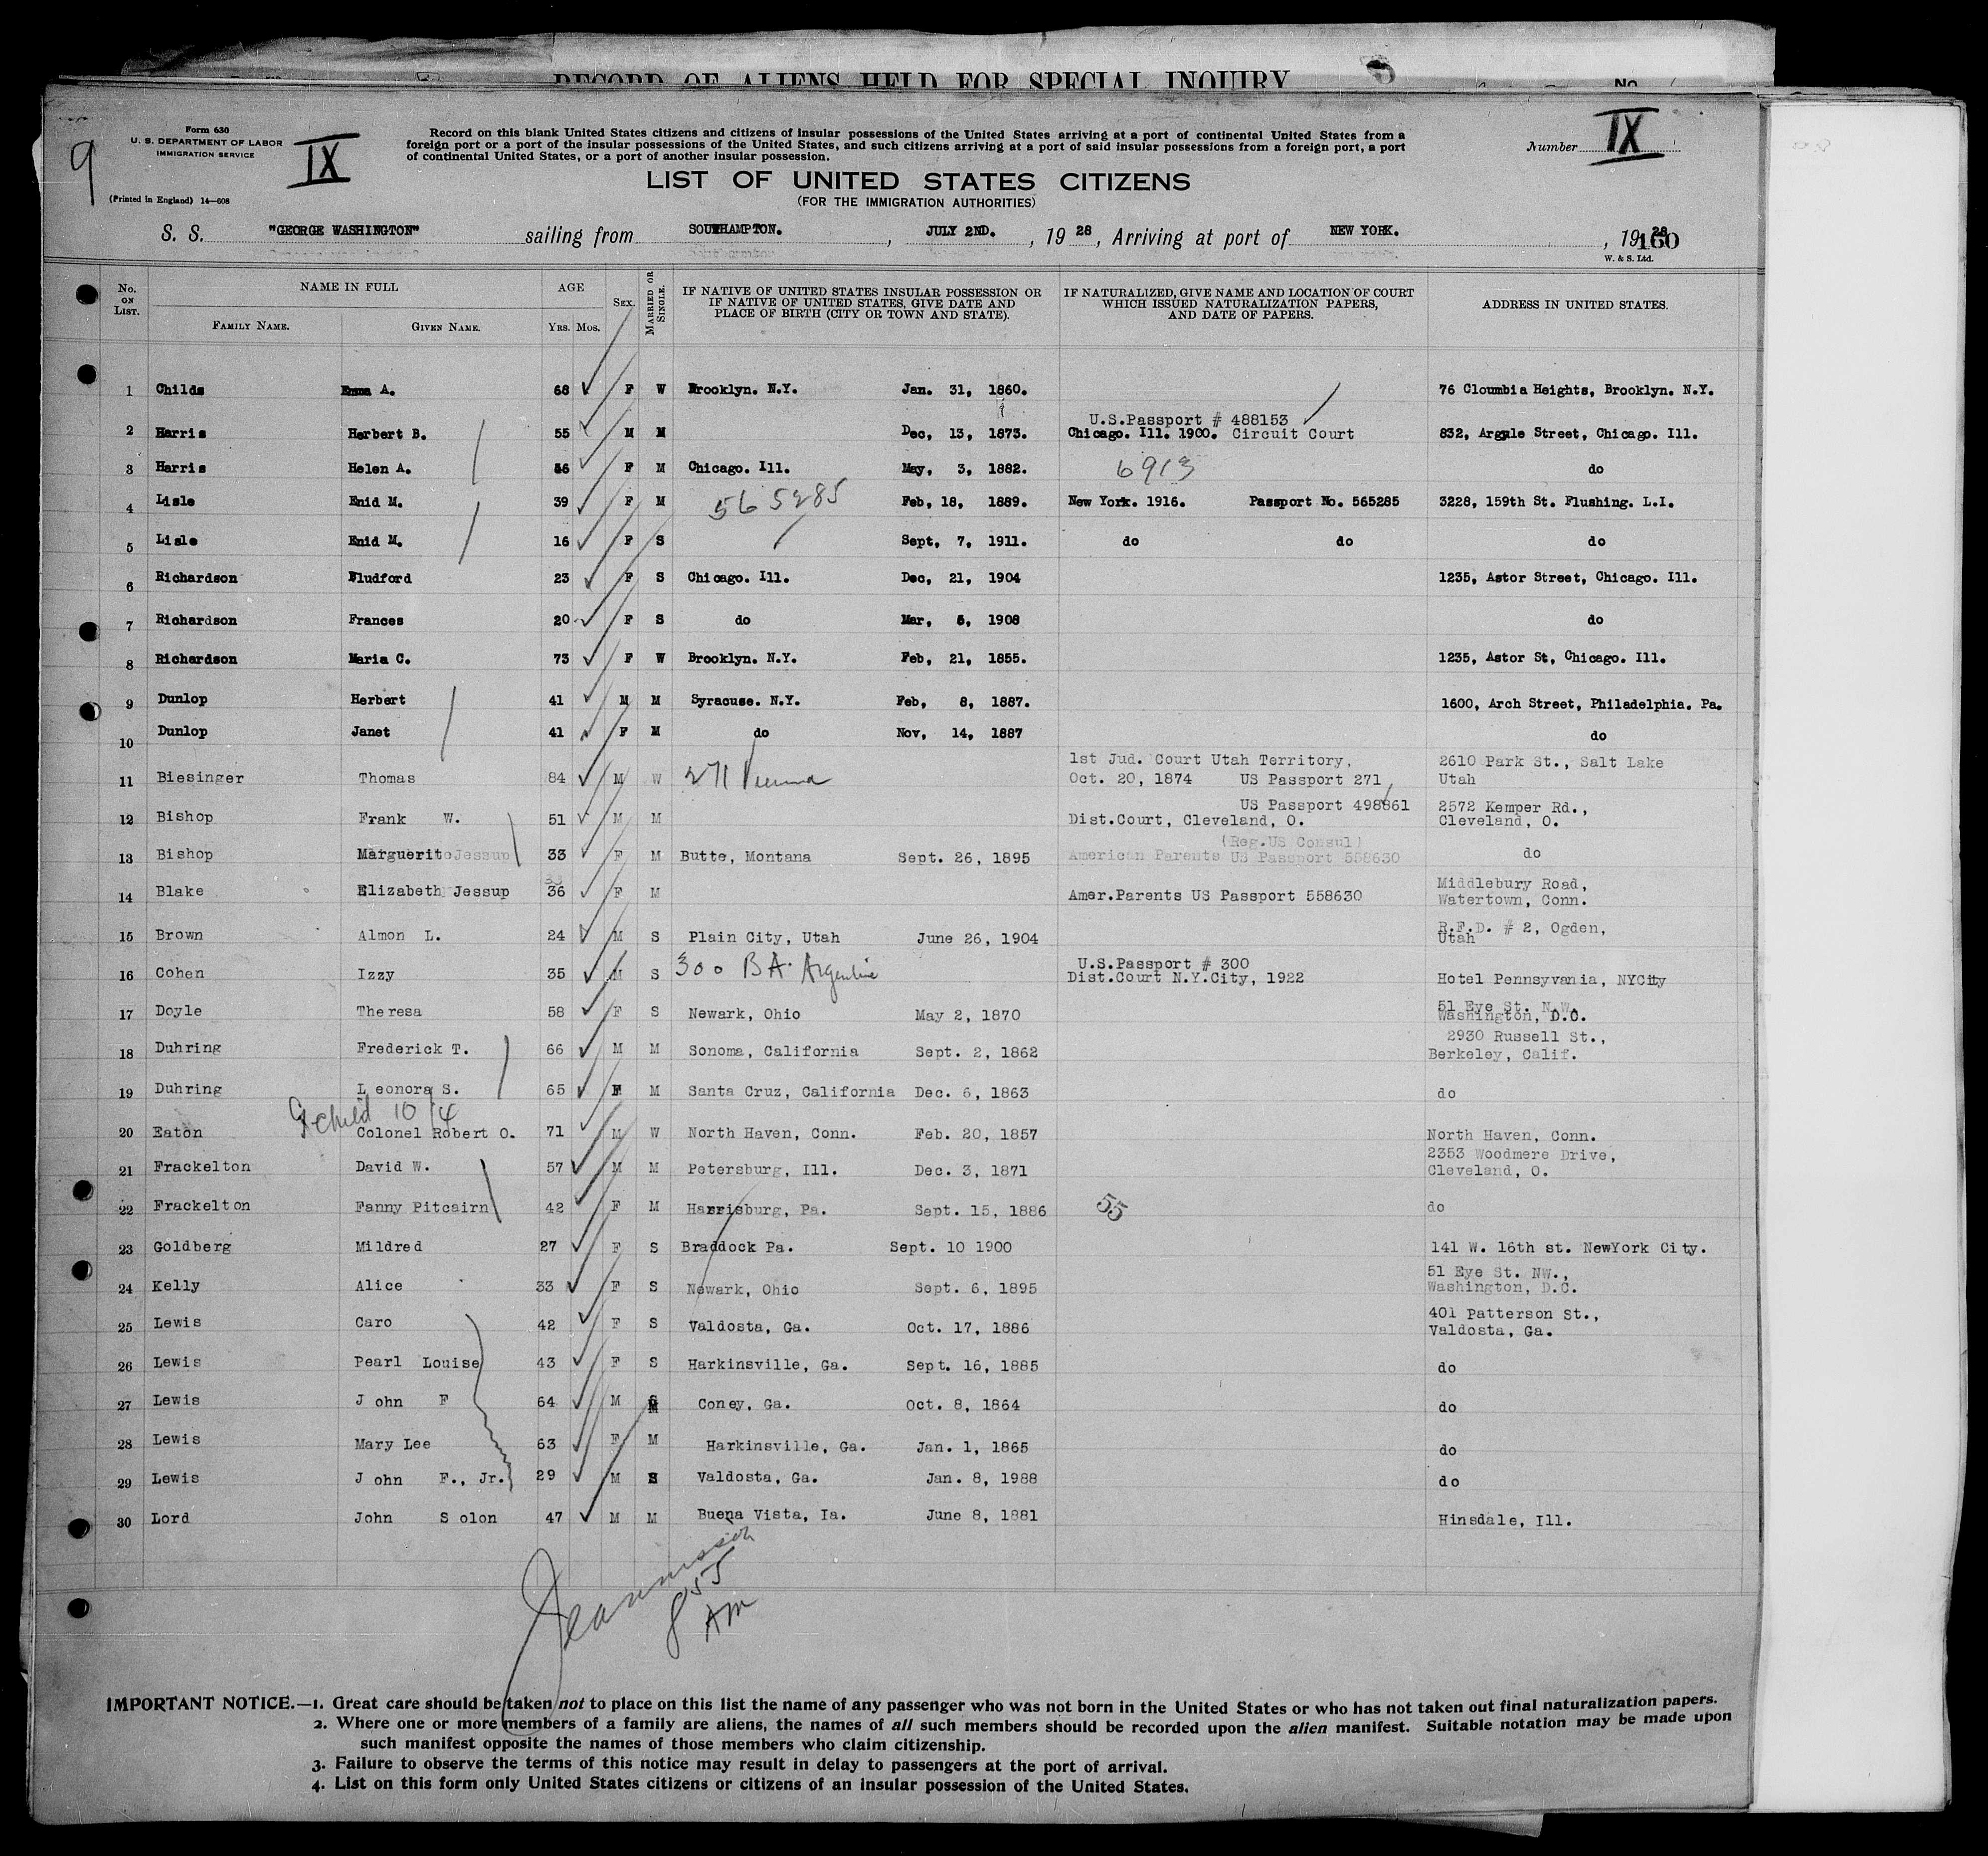 RECORD OF ALIENS HELD FOR SPECIAL INQUIRY
No.
Form 630
U. S. DEPARTMENT OF LABOR
IMMIGRATION SERVICE
(Printed in England) 14—608
9
IX
Record on this blank United States citizens and citizens of insular possessions of the United States arriving at a port of continental United States from a
foreign port or a port of the insular possessions of the United States, and such citizens arriving at a port of said insular possessions from a foreign port, a port
of continental United States, or a port of another insular possession.
Number IX
LIST OF UNITED STATES CITIZENS
(FOR THE IMMIGRATION AUTHORITIES)
S. S. "GEORGE WASHINGTON" sailing from SOUTHAMPTON. , JULY 2ND. , 19 28, Arriving at port of NEW YORK. , 19 28
160
W. & S. Ltd.
No. ON LIST. NAME IN FULL FAMILY NAME. GIVEN NAME. AGE YRS. MOS. SEX. MARRIED OR SINGLE. IF NATIVE OF UNITED STATES INSULAR POSSESSION OR IF NATIVE OF UNITED STATES, GIVE DATE AND PLACE OF BIRTH (CITY OR TOWN AND STATE). IF NATURALIZED, GIVE NAME AND LOCATION OF COURT WHICH ISSUED NATURALIZATION PAPERS, AND DATE OF PAPERS. ADDRESS IN UNITED STATES.
1 Childs Emma A. 68 F W Brooklyn. N.Y. Jan. 31, 1860. 76 Cloumbia Heights, Brooklyn. N.Y.
U.S.Passport # 488153
2 Harris Herbert B. 55 M M Dec, 13, 1873. Chicago. Ill. 1900. Circuit Court 832, Argyle Street, Chicago. Ill.
3 Harris Helen A. 46 F M Chicago. Ill. May, 3, 1882. 6913 do
4 Lisle Enid M. 39 F M 565285 Feb, 18, 1889. New York. 1916. Passport No. 565285 3228, 159th St. Flushing. L.I.
5 Lisle Enid M. 16 F S Sept, 7, 1911. do do do
6 Richardson Bludford 23 F S Chicago. Ill. Dec, 21, 1904 1235, Astor Street, Chicago. Ill.
7 Richardson Frances 20 F S do Mar, 6, 1908 do
8 Richardson Maria C. 73 F W Brooklyn. N.Y. Feb, 21, 1855. 1235, Astor St, Chicago. Ill.
9 Dunlop Herbert 41 M M Syracuse. N.Y. Feb, 8, 1887. 1600, Arch Street, Philadelphia. Pa.
10 Dunlop Janet 41 F M do Nov, 14, 1887 do
1st Jud. Court Utah Territory, 2610 Park St., Salt Lake
11 Biesinger Thomas 84 M W 271 Vienna Oct. 20, 1874 US Passport 271 Utah
US Passport 498861 2572 Kemper Rd.,
12 Bishop Frank W. 51 M M Dist.Court, Cleveland, O. Cleveland, O.
(Reg.US Consul)
13 Bishop Marguerite Jessup 33 F M Butte, Montana Sept. 26, 1895 American Parents US Passport 558630 do
33 Middlebury Road,
14 Blake Elizabeth Jessup 36 F M Amer.Parents US Passport 558630 Watertown, Conn.
15 Brown Almon L. 24 M S Plain City, Utah June 26, 1904 R.F.D. # 2, Ogden,
Utah
U.S.Passport # 300
16 Cohen Izzy 35 M S 300 B A. Argentine Dist.Court N.Y.City, 1922 Hotel Pennsyvania, NYCity
51 Eye St. N.W.
17 Doyle Theresa 58 F S Newark, Ohio May 2, 1870 Washington, D.C.
2930 Russell St.,
18 Duhring Frederick T. 66 M M Sonoma, California Sept. 2, 1862 Berkeley, Calif.
19 Duhring Leonora S. 65 F M Santa Cruz, California Dec. 6, 1863 do
G child 10/4
20 Eaton Colonel Robert O. 71 M W North Haven, Conn. Feb. 20, 1857 North Haven, Conn.
2353 Woodmere Drive,
21 Frackelton David W. 57 M M Petersburg, Ill. Dec. 3, 1871 Cleveland, O.
22 Frackelton Fanny Pitcairn 42 F M Harrisburg, Pa. Sept. 15, 1886 55 do
23 Goldberg Mildred 27 F S Braddock Pa. Sept. 10 1900 141 W. 16th st. NewYork City.
51 Eye St. NW.,
24 Kelly Alice 33 F S Newark, Ohio Sept. 6, 1895 Washington, D.C.
401 Patterson St.,
25 Lewis Caro 42 F S Valdosta, Ga. Oct. 17, 1886 Valdosta, Ga.
26 Lewis Pearl Louise 43 F S Harkinsville, Ga. Sept. 16, 1885 do
27 Lewis John F 64 M M Coney, Ga. Oct. 8, 1864 do
28 Lewis Mary Lee 63 F M Harkinsville, Ga. Jan. 1, 1865 do
29 Lewis John F., Jr. 29 M S Valdosta, Ga. Jan. 8, 1988 do
30 Lord John Solon 47 M M Buena Vista, Ia. June 8, 1881 Hinsdale, Ill.
855
AM
IMPORTANT NOTICE.—1. Great care should be taken not to place on this list the name of any passenger who was not born in the United States or who has not taken out final naturalization papers.
2. Where one or more members of a family are aliens, the names of all such members should be recorded upon the alien manifest. Suitable notation may be made upon
such manifest opposite the names of those members who claim citizenship.
3. Failure to observe the terms of this notice may result in delay to passengers at the port of arrival.
4. List on this form only United States citizens or citizens of an insular possession of the United States.